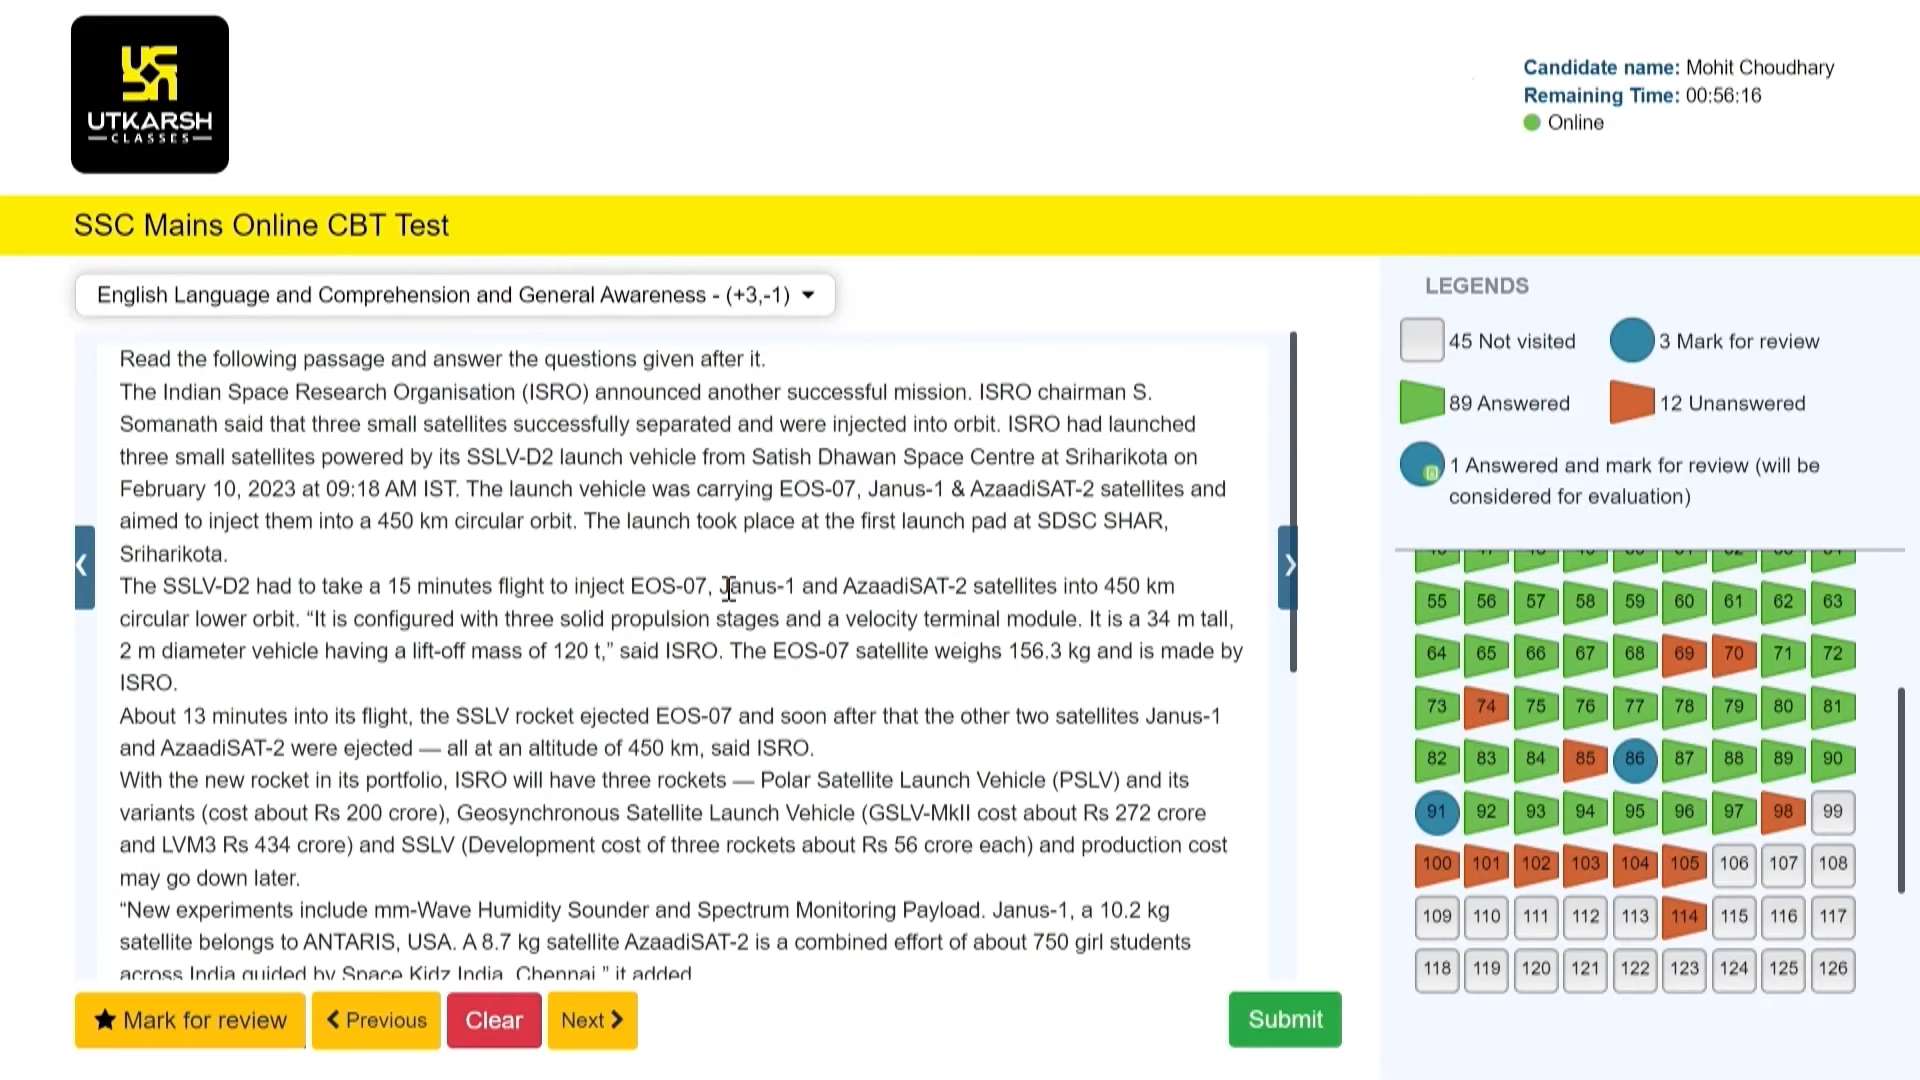 UTKARSH
CLASSES
Candidate name: Mohit Choudhary
Remaining Time: 00:56:16
Online
SSC Mains Online CBT Test
English Language and Comprehension and General Awareness - (+3,-1)
Read the following passage and answer the questions given after it.
The Indian Space Research Organisation (ISRO) announced another successful mission. ISRO chairman S.
Somanath said that three small satellites successfully separated and were injected into orbit. ISRO had launched
three small satellites powered by its SSLV-D2 launch vehicle from Satish Dhawan Space Centre at Sriharikota on
February 10, 2023 at 09:18 AM IST. The launch vehicle was carrying EOS-07, Janus-1 & AzaadiSAT-2 satellites and
aimed to inject them into a 450 km circular orbit. The launch took place at the first launch pad at SDSC SHAR,
Sriharikota.
The SSLV-D2 had to take a 15 minutes flight to inject EOS-07, Janus-1 and AzaadiSAT-2 satellites into 450 km
circular lower orbit. “It is configured with three solid propulsion stages and a velocity terminal module. It is a 34 m tall,
2 m diameter vehicle having a lift-off mass of 120 t,” said ISRO. The EOS-07 satellite weighs 156.3 kg and is made by
ISRO.
About 13 minutes into its flight, the SSLV rocket ejected EOS-07 and soon after that the other two satellites Janus-1
and AzaadiSAT-2 were ejected — all at an altitude of 450 km, said ISRO.
With the new rocket in its portfolio, ISRO will have three rockets — Polar Satellite Launch Vehicle (PSLV) and its
variants (cost about Rs 200 crore), Geosynchronous Satellite Launch Vehicle (GSLV-MkII cost about Rs 272 crore
and LVM3 Rs 434 crore) and SSLV (Development cost of three rockets about Rs 56 crore each) and production cost
may go down later.
“New experiments include mm-Wave Humidity Sounder and Spectrum Monitoring Payload. Janus-1, a 10.2 kg
satellite belongs to ANTARIS, USA. A 8.7 kg satellite AzaadiSAT-2 is a combined effort of about 750 girl students
across India guided by Space Kidz India, Chennai,” it added
Mark for review
Previous
Clear
Next
Submit
LEGENDS
45 Not visited
3 Mark for review
89 Answered
12 Unanswered
1 Answered and mark for review (will be
considered for evaluation)
55 56 57 58 59 60 61 62 63
64 65 66 67 68 69 70 71 72
73 74 75 76 77 78 79 80 81
82 83 84 85 86 87 88 89 90
91 92 93 94 95 96 97 98 99
100 101 102 103 104 105 106 107 108
109 110 111 112 113 114 115 116 117
118 119 120 121 122 123 124 125 126